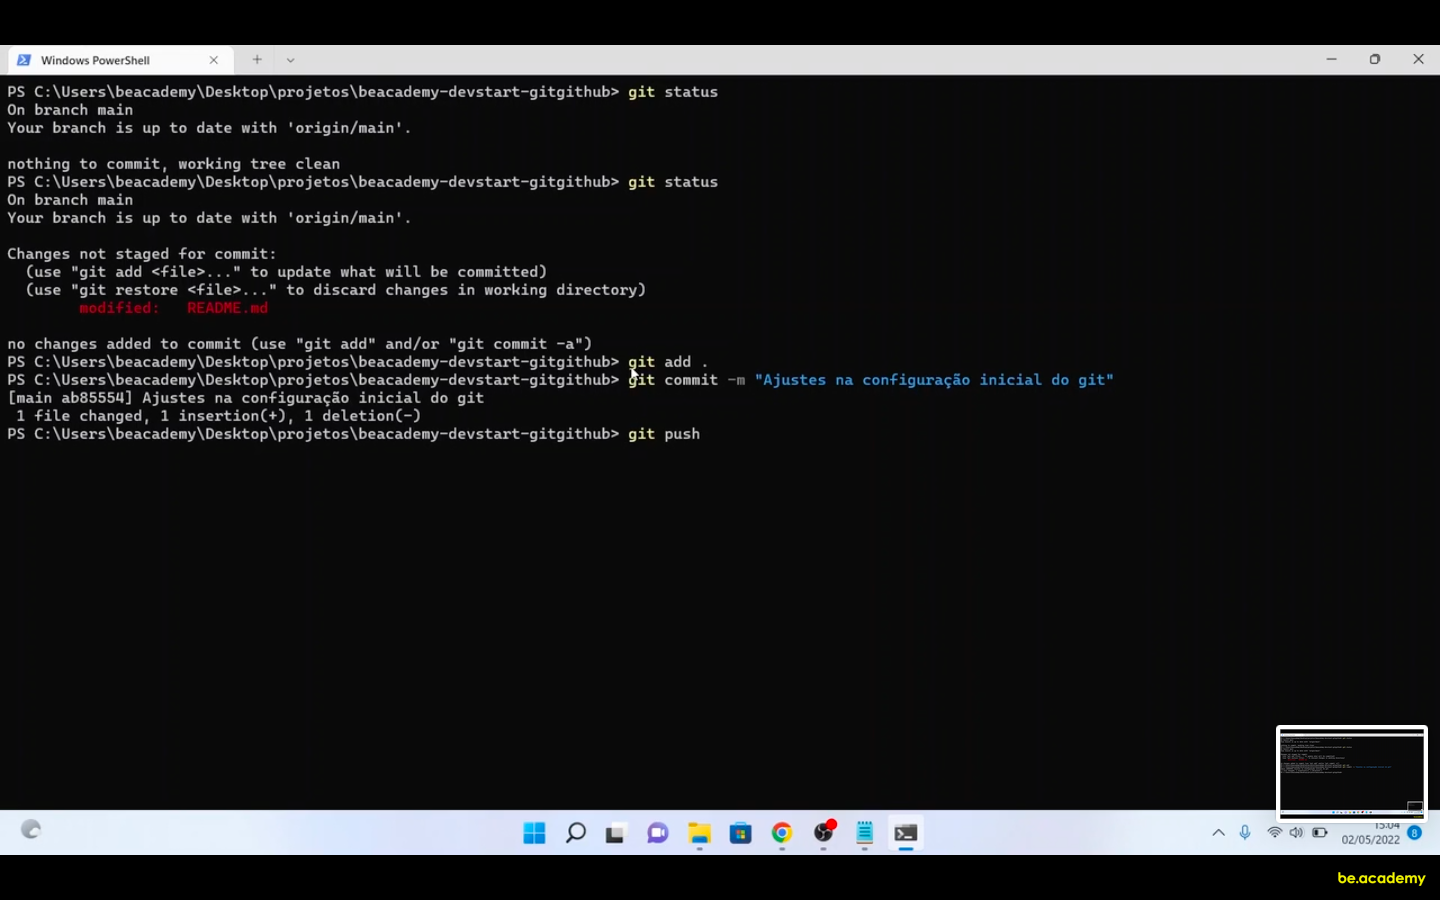 Windows PowerShell
PS C:\Users\beacademy\Desktop\projetos\beacademy-devstart-gitgithub> git status
On branch main
Your branch is up to date with 'origin/main'.
nothing to commit, working tree clean
PS C:\Users\beacademy\Desktop\projetos\beacademy-devstart-gitgithub> git status
On branch main
Your branch is up to date with 'origin/main'.
Changes not staged for commit:
(use "git add <file>..." to update what will be committed)
(use "git restore <file>..." to discard changes in working directory)
modified: README.md
no changes added to commit (use "git add" and/or "git commit -a")
PS C:\Users\beacademy\Desktop\projetos\beacademy-devstart-gitgithub> git add .
PS C:\Users\beacademy\Desktop\projetos\beacademy-devstart-gitgithub> git commit -m "Ajustes na configuração inicial do git"
[main ab85554] Ajustes na configuração inicial do git
1 file changed, 1 insertion(+), 1 deletion(-)
PS C:\Users\beacademy\Desktop\projetos\beacademy-devstart-gitgithub> git push
02/05/2022
8
be.academy